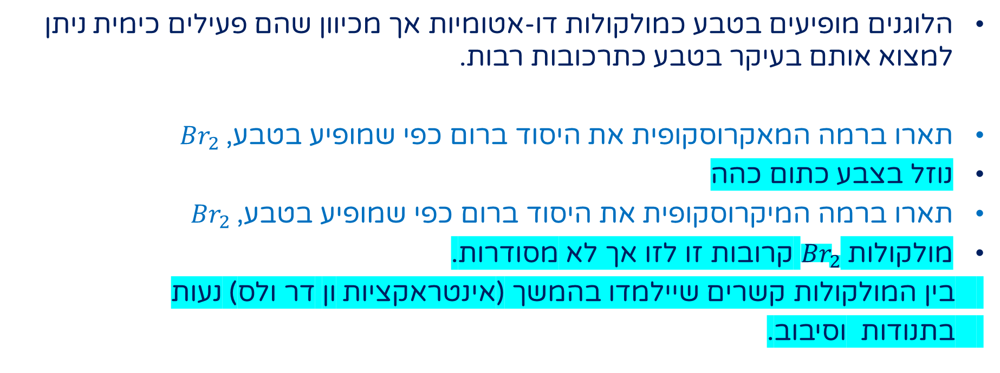 • הלוגנים מופיעים בטבע כמולקולות דו-אטומיות אך מכיוון שהם פעילים כימית ניתן
למצוא אותם בעיקר בטבע כתרכובות רבות.
• תארו ברמה המאקרוסקופית את היסוד ברום כפי שמופיע בטבע, Br₂
• נוזל בצבע כתום כהה
• תארו ברמה המיקרוסקופית את היסוד ברום כפי שמופיע בטבע, Br₂
• מולקולות Br₂ קרובות זו לזו אך לא מסודרות.
בין המולקולות קשרים שיילמדו בהמשך (אינטראקציות ון דר ולס) נעות
בתנודות וסיבוב.